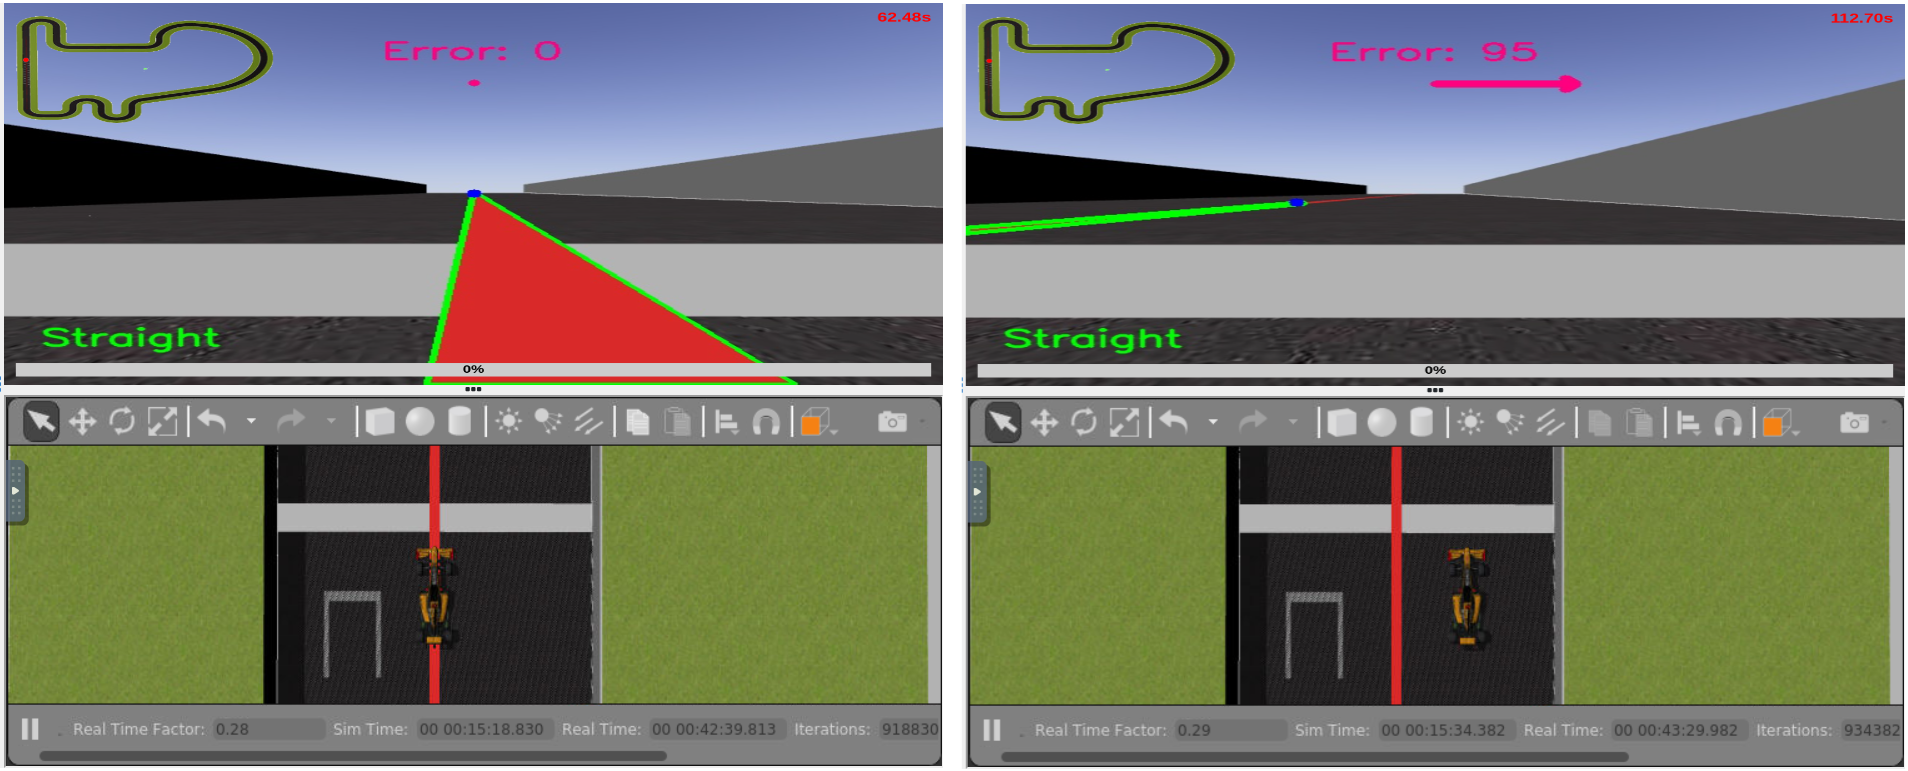 62.48s
Error: 0
Straight
0%
Real Time Factor: 0.28 Sim Time: 00 00:15:18.830 Real Time: 00 00:42:39.813 Iterations: 918830
112.70s
Error: 95
Straight
0%
Real Time Factor: 0.29 Sim Time: 00 00:15:34.382 Real Time: 00 00:43:29.982 Iterations: 934382